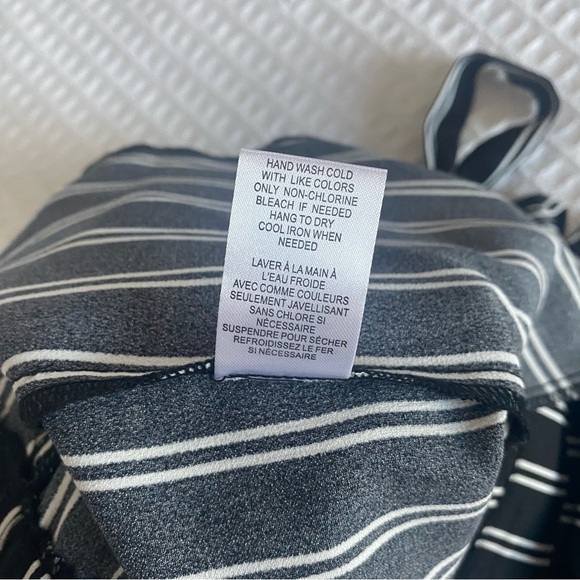 HAND WASH COLD
WITH LIKE COLORS
ONLY NON-CHLORINE
BLEACH IF NEEDED
HANG TO DRY
COOL IRON WHEN
NEEDED
LAVER À LA MAIN À
L'EAU FROIDE
AVEC COMME COULEURS
SEULEMENT JAVELLISANT
SANS CHLORE SI
NÉCESSAIRE
SUSPENDRE POUR SÉCHER
REFROIDISSEZ LE FER
SI NÉCESSAIRE